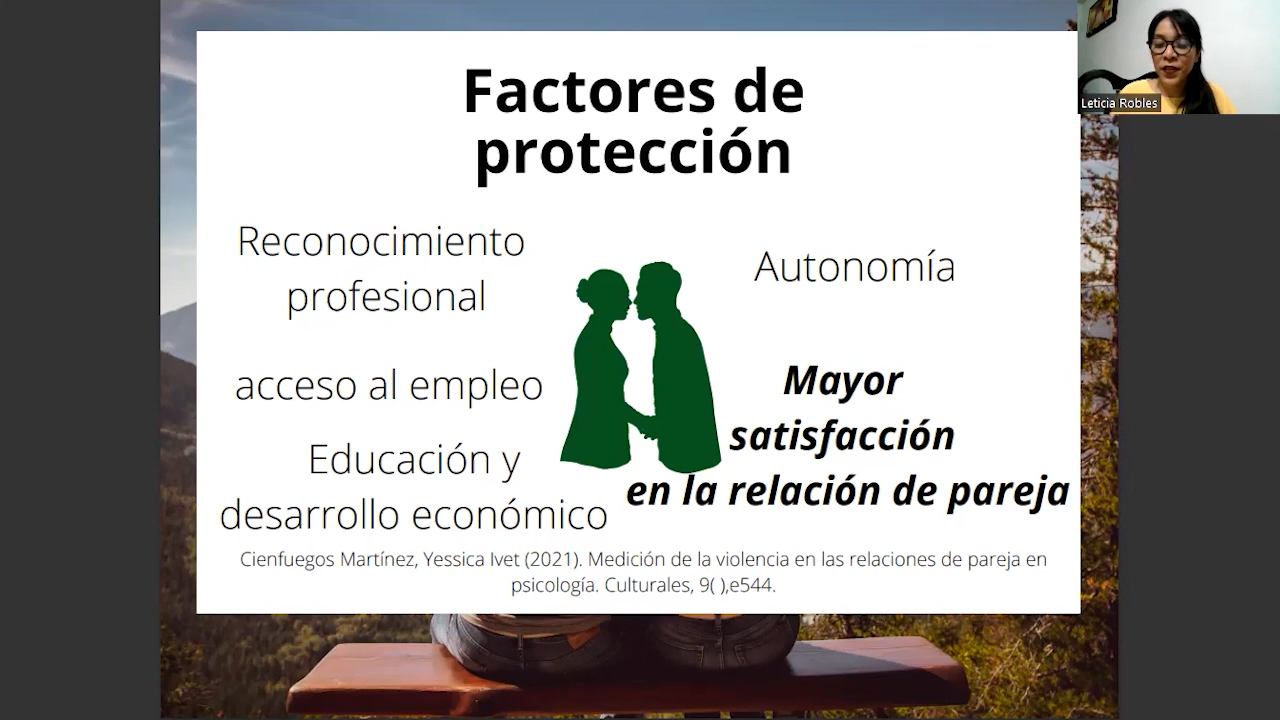 Factores de
protección
Reconocimiento
profesional
acceso al empleo
Educación y
desarrollo económico
Autonomía
Mayor
satisfacción
en la relación de pareja
Cienfuegos Martínez, Yessica Ivet (2021). Medición de la violencia en las relaciones de pareja en
psicología. Culturales, 9( ),e544.
Leticia Robles